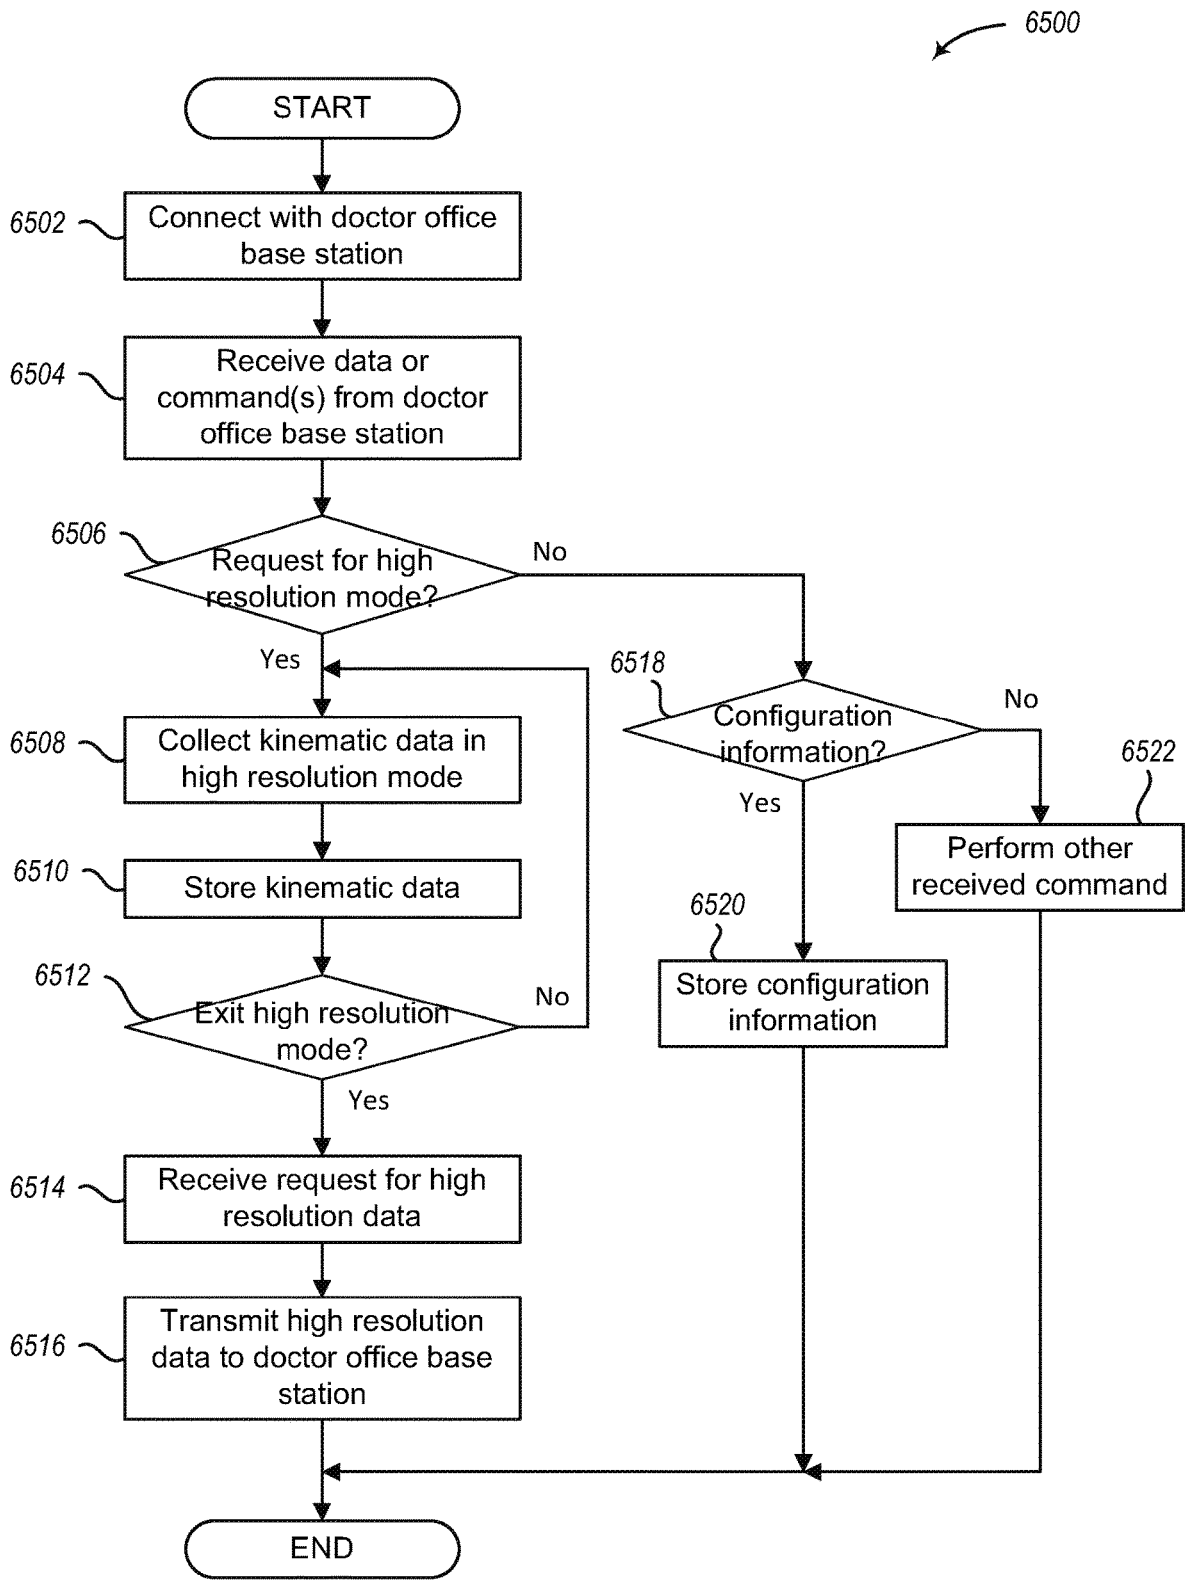 6500
START
6502
Connect with doctor office
base station
6504
Receive data or
command(s) from doctor
office base station
6506
Request for high
resolution mode?
No
Yes
6508
Collect kinematic data in
high resolution mode
6510
Store kinematic data
6512
Exit high resolution
mode?
No
Yes
6514
Receive request for high
resolution data
6516
Transmit high resolution
data to doctor office base
station
6518
Configuration
information?
No
Yes
6522
Perform other
received command
6520
Store configuration
information
END